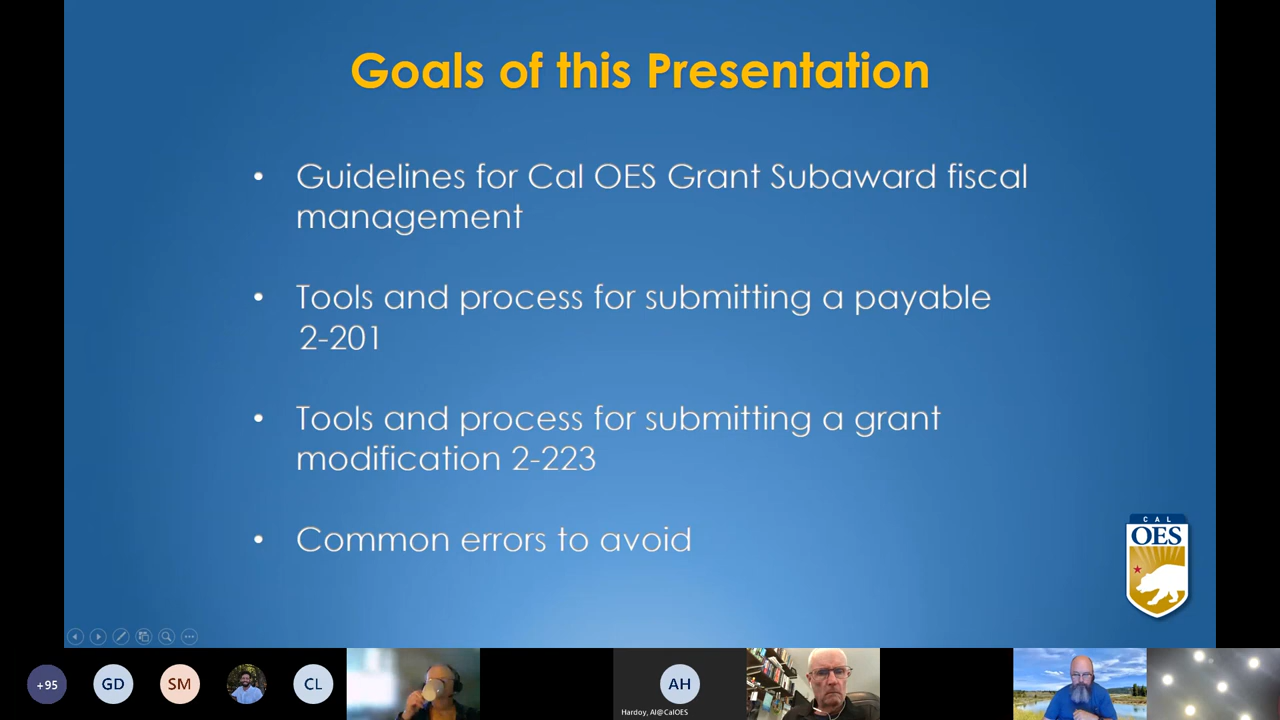 Goals of this Presentation
• Guidelines for Cal OES Grant Subaward fiscal
management
• Tools and process for submitting a payable
2-201
• Tools and process for submitting a grant
modification 2-223
• Common errors to avoid
CAL
OES
+95
GD
SM
CL
AH
Hardoy, Al@CalOES